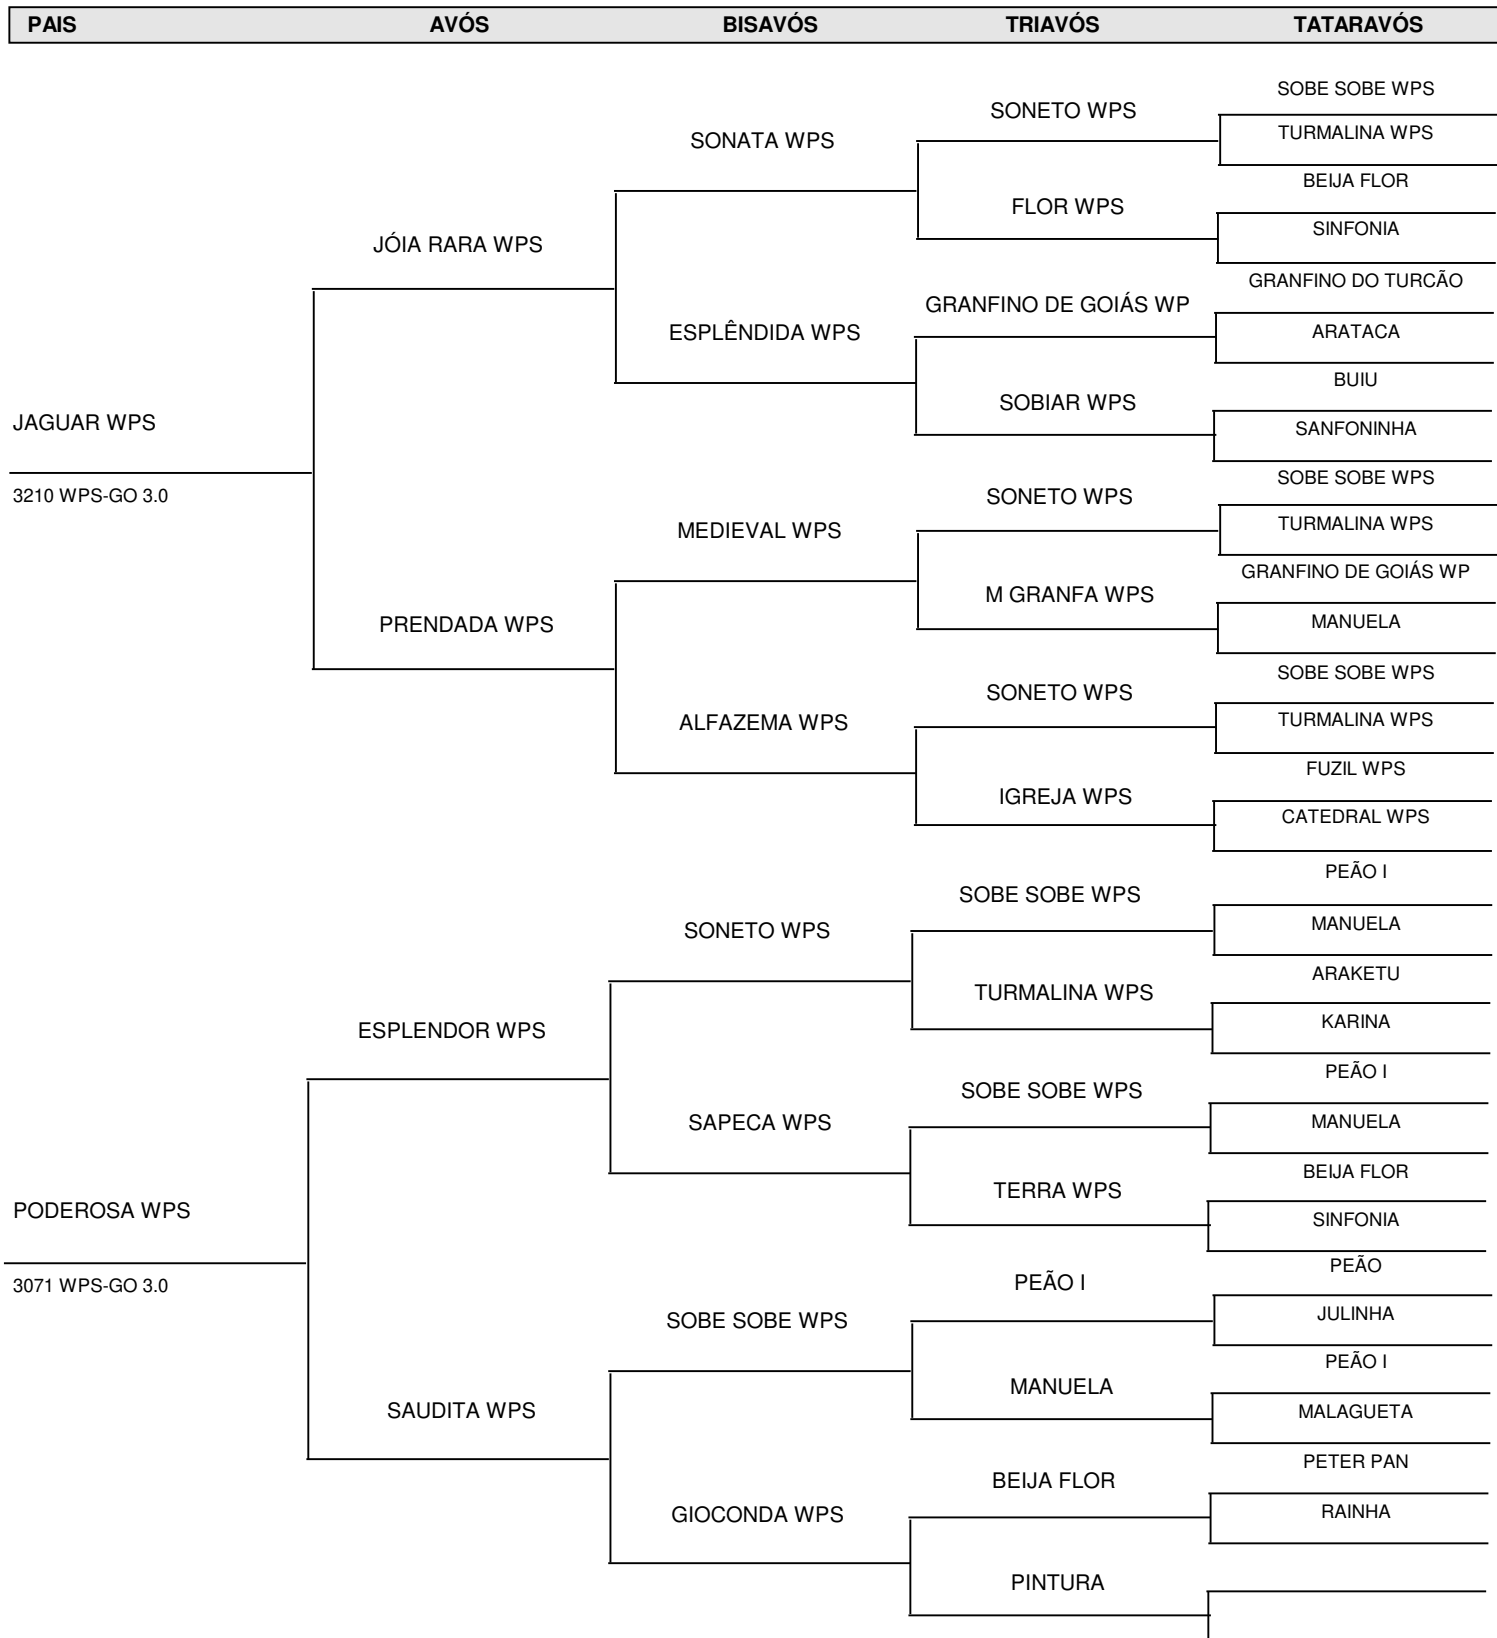 PAIS AVÓS BISAVÓS TRIAVÓS TATARAVÓS
SOBE SOBE WPS
SONETO WPS
TURMALINA WPS
SONATA WPS
BEIJA FLOR
FLOR WPS
SINFONIA
JÓIA RARA WPS
GRANFINO DO TURCÃO
GRANFINO DE GOIÁS WP
ARATACA
ESPLÊNDIDA WPS
BUIU
SOBIAR WPS
SANFONINHA
JAGUAR WPS
3210 WPS-GO 3.0
SOBE SOBE WPS
SONETO WPS
TURMALINA WPS
MEDIEVAL WPS
GRANFINO DE GOIÁS WP
M GRANFA WPS
MANUELA
PRENDADA WPS
SOBE SOBE WPS
SONETO WPS
TURMALINA WPS
ALFAZEMA WPS
FUZIL WPS
IGREJA WPS
CATEDRAL WPS
PEÃO I
SOBE SOBE WPS
MANUELA
SONETO WPS
ARAKETU
TURMALINA WPS
KARINA
ESPLENDOR WPS
PEÃO I
SOBE SOBE WPS
MANUELA
SAPECA WPS
BEIJA FLOR
TERRA WPS
SINFONIA
PODEROSA WPS
3071 WPS-GO 3.0
PEÃO
PEÃO I
JULINHA
SOBE SOBE WPS
PEÃO I
MANUELA
MALAGUETA
SAUDITA WPS
PETER PAN
BEIJA FLOR
RAINHA
GIOCONDA WPS
PINTURA